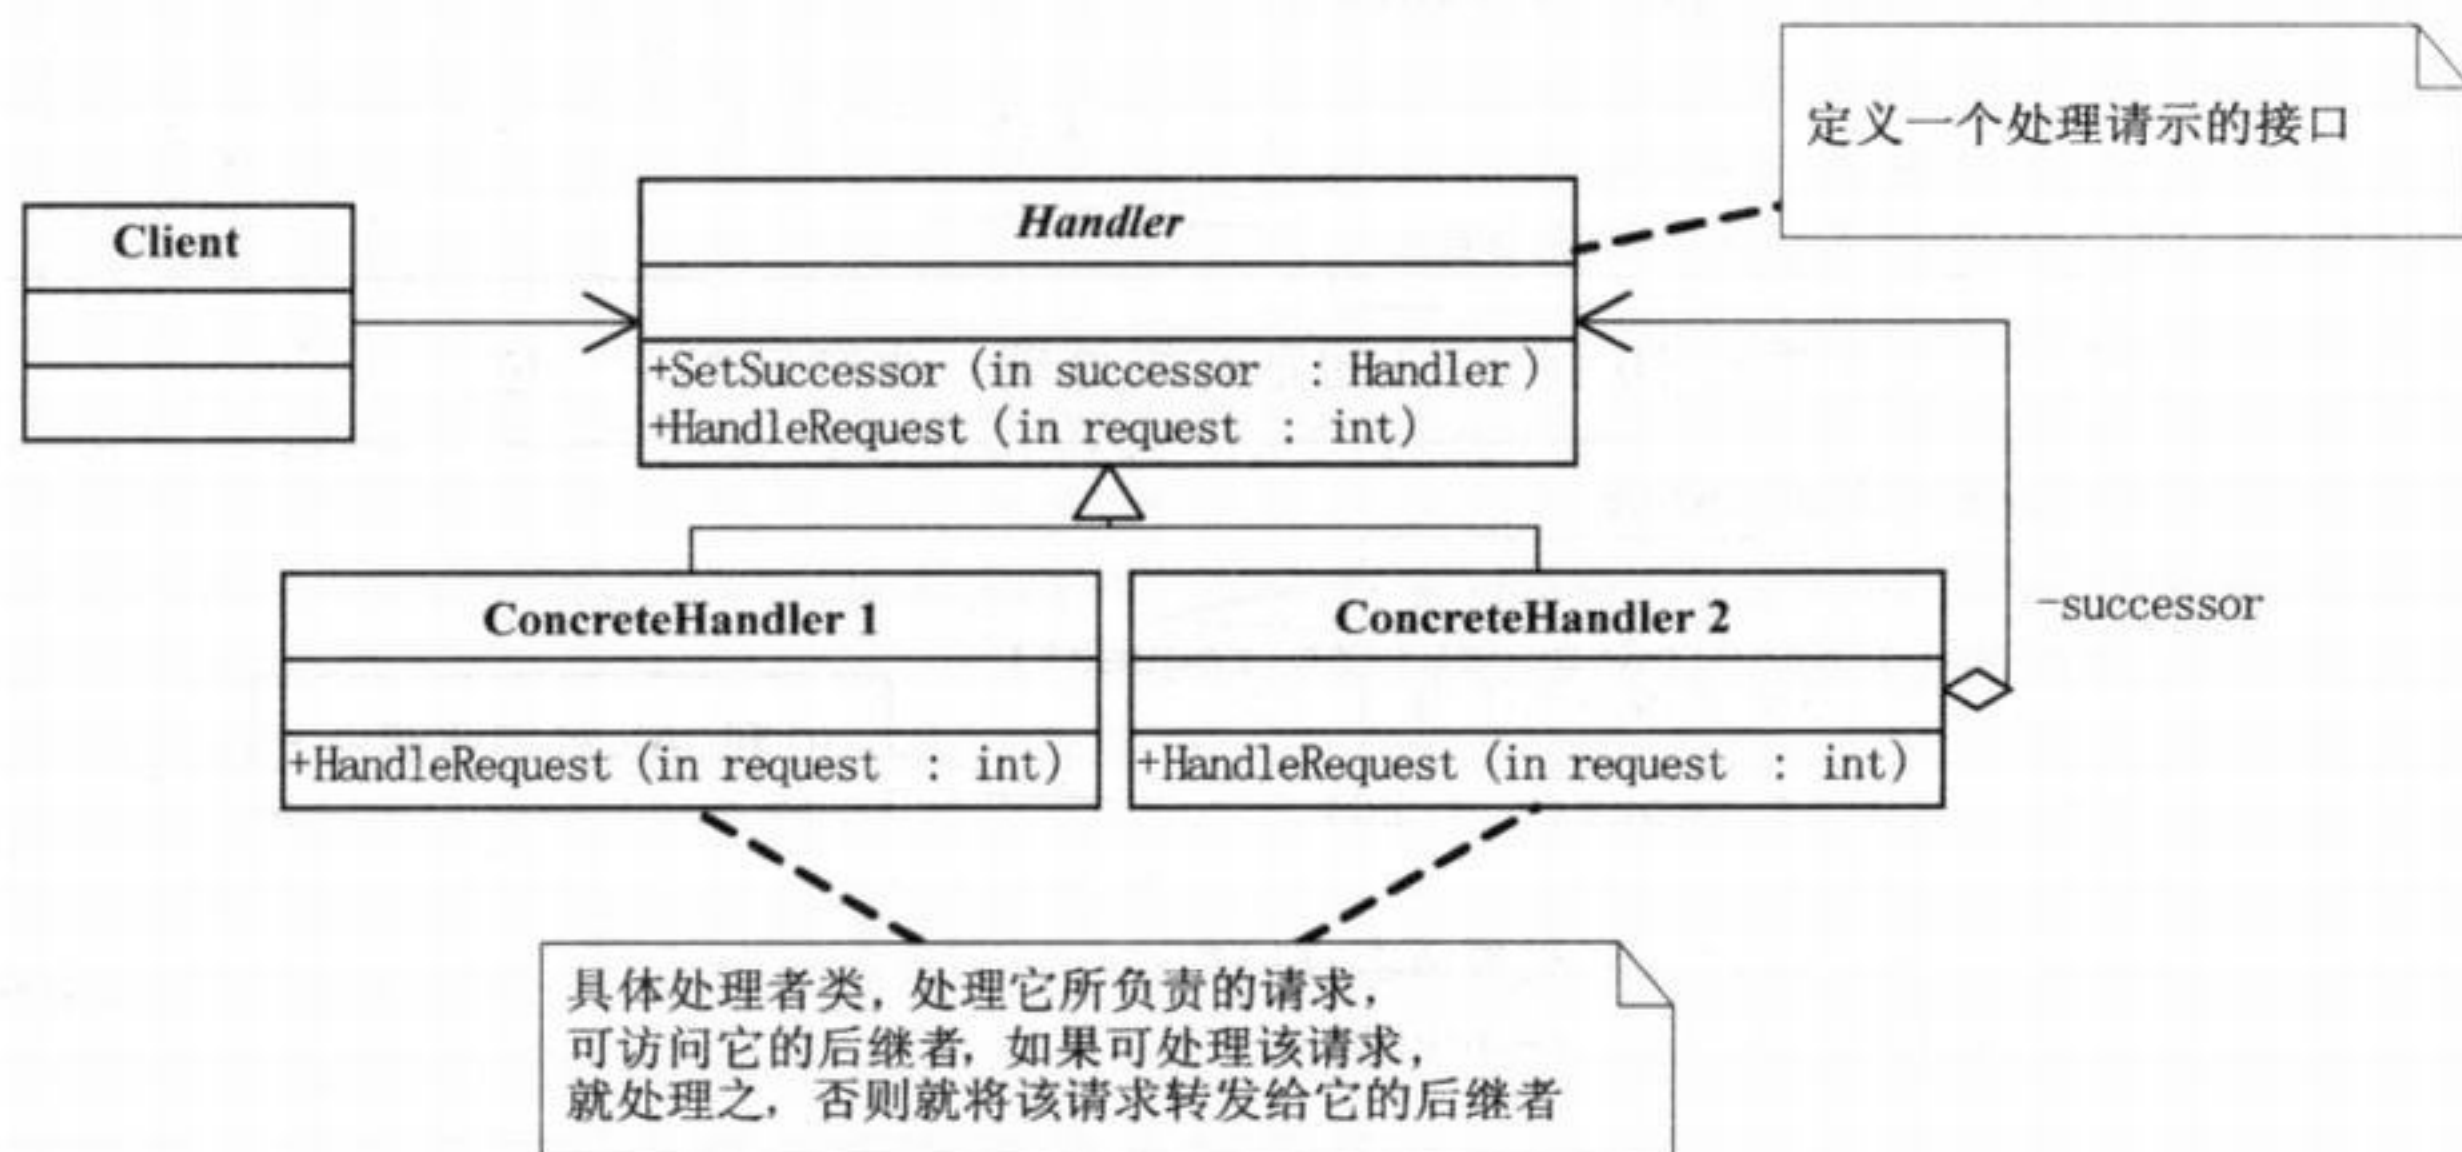 定义一个处理请示的接口
Client
Handler
+SetSuccessor (in successor : Handler )
+HandleRequest (in request : int)
ConcreteHandler 1
+HandleRequest (in request : int)
ConcreteHandler 2
+HandleRequest (in request : int)
-successor
具体处理者类, 处理它所负责的请求,
可访问它的后继者, 如果可处理该请求,
就处理之, 否则就将该请求转发给它的后继者